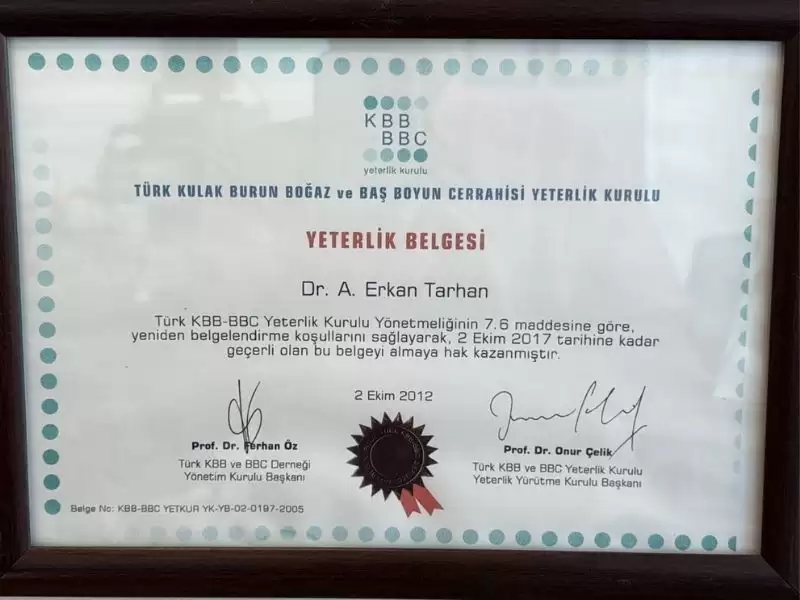 KBB
BBC
yeterlik kurulu
TÜRK KULAK BURUN BOĞAZ ve BAŞ BOYUN CERRAHİSİ YETERLİK KURULU
YETERLİK BELGESİ
Dr. A. Erkan Tarhan
Türk KBB-BBC Yeterlik Kurulu Yönetmeliğinin 7.6 maddesine göre,
yeniden belgelendirme koşullarını sağlayarak, 2 Ekim 2017 tarihine kadar
geçerli olan bu belgeyi almaya hak kazanmıştır.
2 Ekim 2012
Prof. Dr. Ferhan Öz
Türk KBB ve BBC Derneği
Yönetim Kurulu Başkanı
Prof. Dr. Onur Çelik
Türk KBB ve BBC Yeterlik Kurulu
Yeterlik Yürütme Kurulu Başkanı
Belge No: KBB-BBC YETKUR YK-YB-02-0197-2005